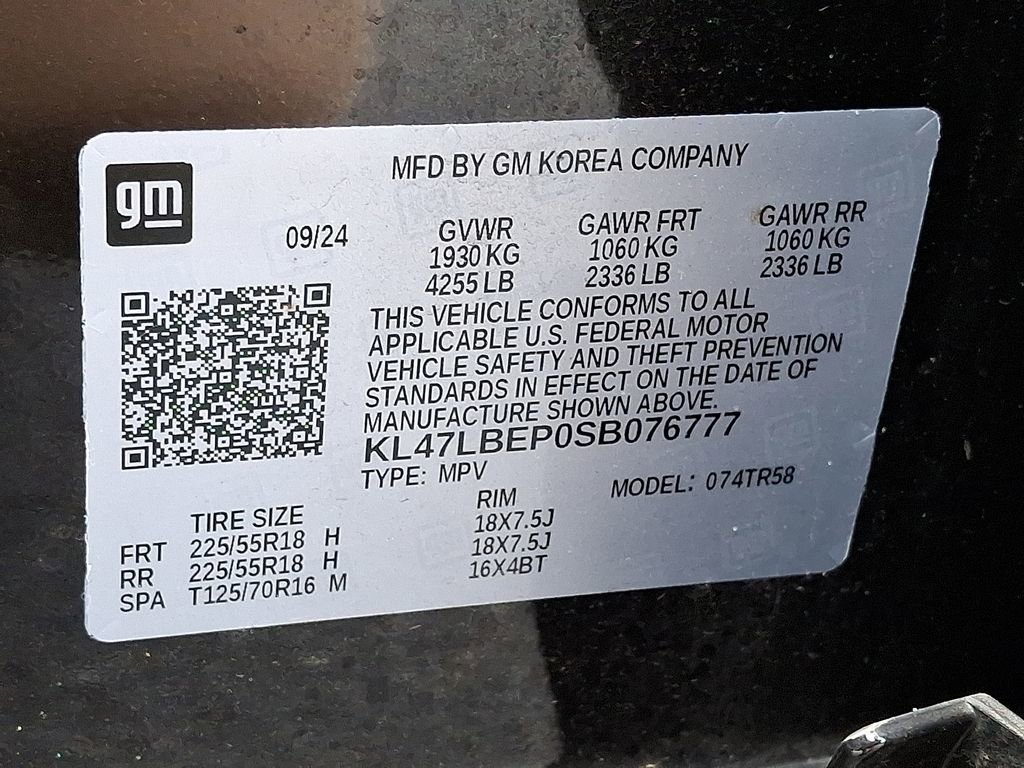 gm
MFD BY GM KOREA COMPANY
09/24
GVWR GAWR FRT GAWR RR
1930 KG 1060 KG 1060 KG
4255 LB 2336 LB 2336 LB
THIS VEHICLE CONFORMS TO ALL
APPLICABLE U.S. FEDERAL MOTOR
VEHICLE SAFETY AND THEFT PREVENTION
STANDARDS IN EFFECT ON THE DATE OF
MANUFACTURE SHOWN ABOVE.
KL47LBEP0SB076777
TYPE: MPV MODEL: 074TR58
TIRE SIZE RIM
FRT 225/55R18 H 18X7.5J
RR 225/55R18 H 18X7.5J
SPA T125/70R16 M 16X4BT